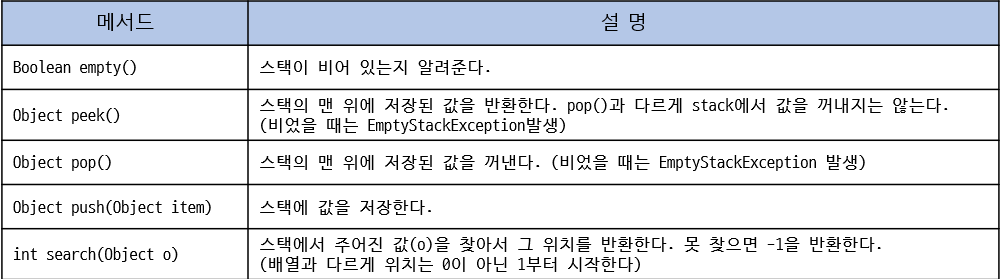 메서드 설 명
Boolean empty() 스택이 비어 있는지 알려준다.
Object peek() 스택의 맨 위에 저장된 값을 반환한다. pop()과 다르게 stack에서 값을 꺼내지는 않는다.
(비었을 때는 EmptyStackException발생)
Object pop() 스택의 맨 위에 저장된 값을 꺼낸다. (비었을 때는 EmptyStackException 발생)
Object push(Object item) 스택에 값을 저장한다.
int search(Object o) 스택에서 주어진 값(o)을 찾아서 그 위치를 반환한다. 못 찾으면 -1을 반환한다.
(배열과 다르게 위치는 0이 아닌 1부터 시작한다)